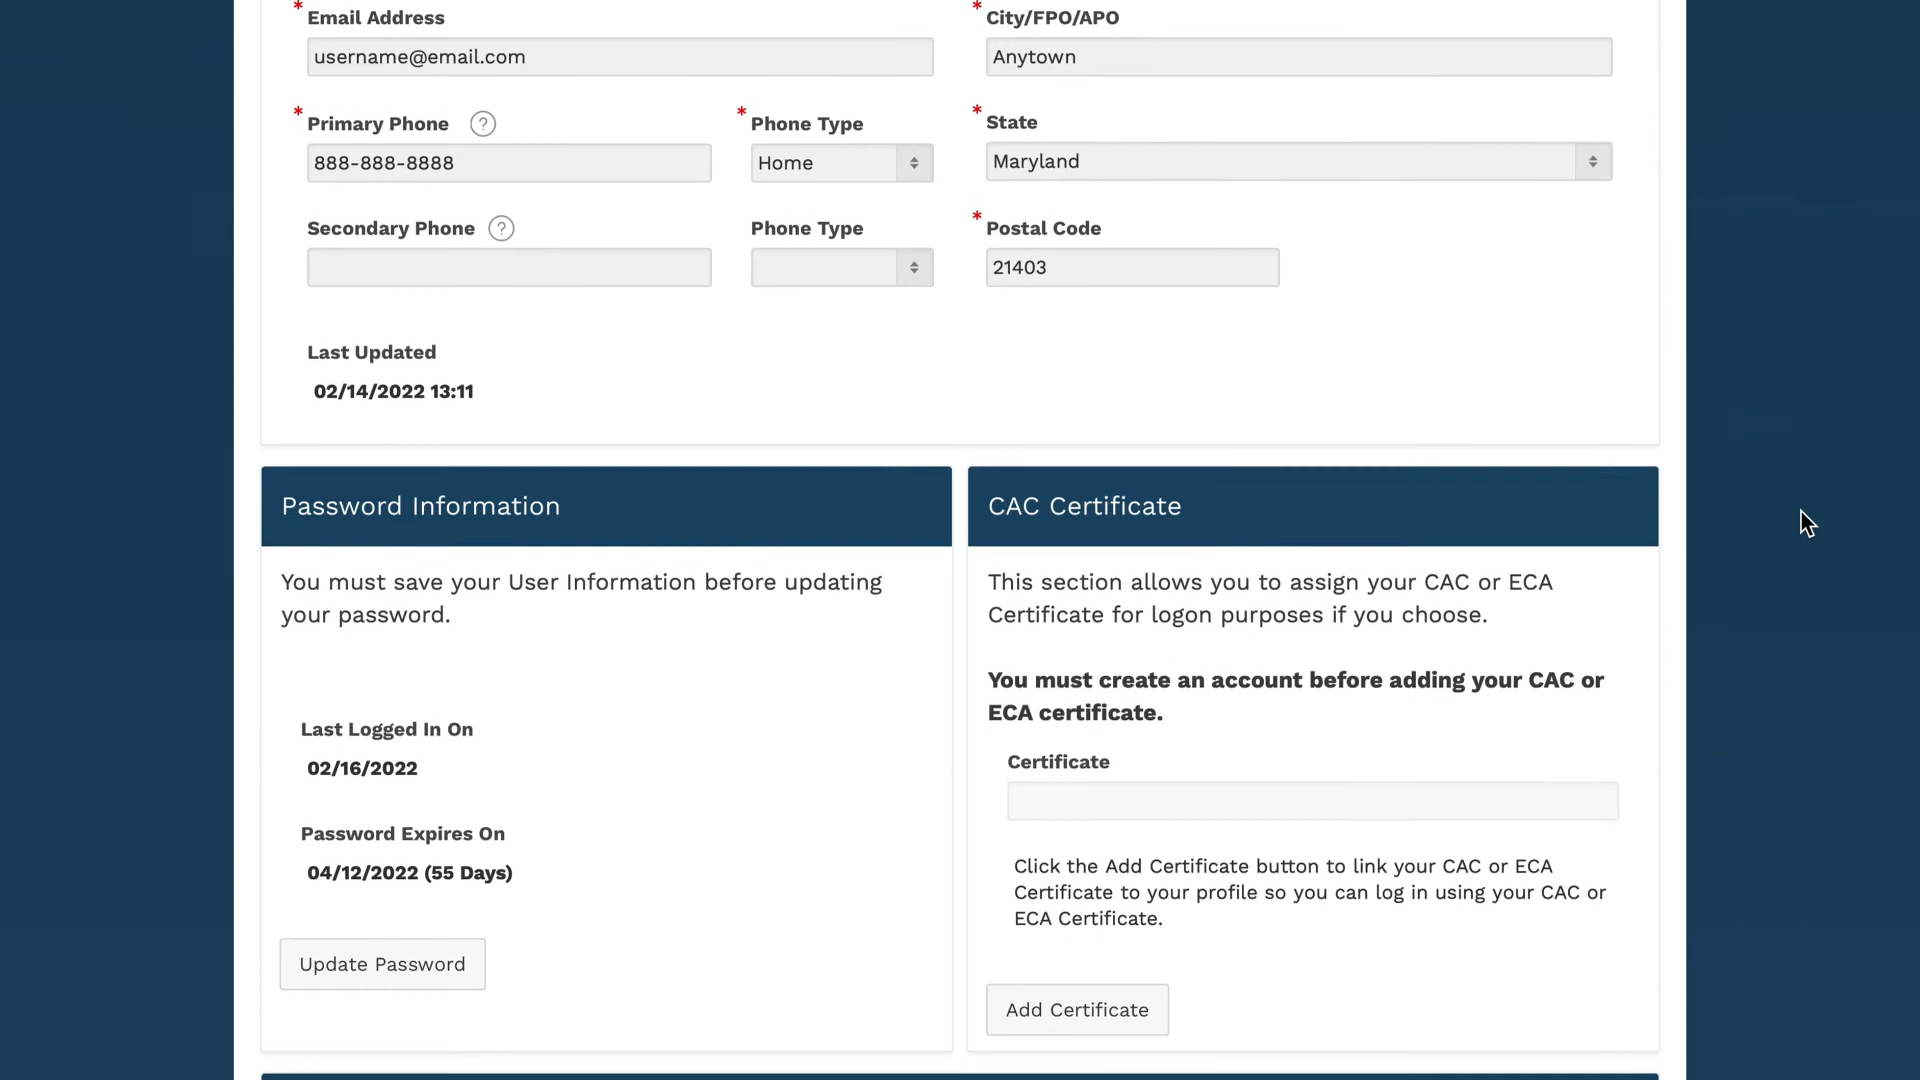 * Email Address
username@email.com
* City/FPO/APO
Anytown
* Primary Phone ?
888-888-8888
* Phone Type
Home
* State
Maryland
Secondary Phone ?
Phone Type
* Postal Code
21403
Last Updated
02/14/2022 13:11
Password Information
You must save your User Information before updating
your password.
Last Logged In On
02/16/2022
Password Expires On
04/12/2022 (55 Days)
Update Password
CAC Certificate
This section allows you to assign your CAC or ECA
Certificate for logon purposes if you choose.
You must create an account before adding your CAC or
ECA certificate.
Certificate
Click the Add Certificate button to link your CAC or ECA
Certificate to your profile so you can log in using your CAC or
ECA Certificate.
Add Certificate